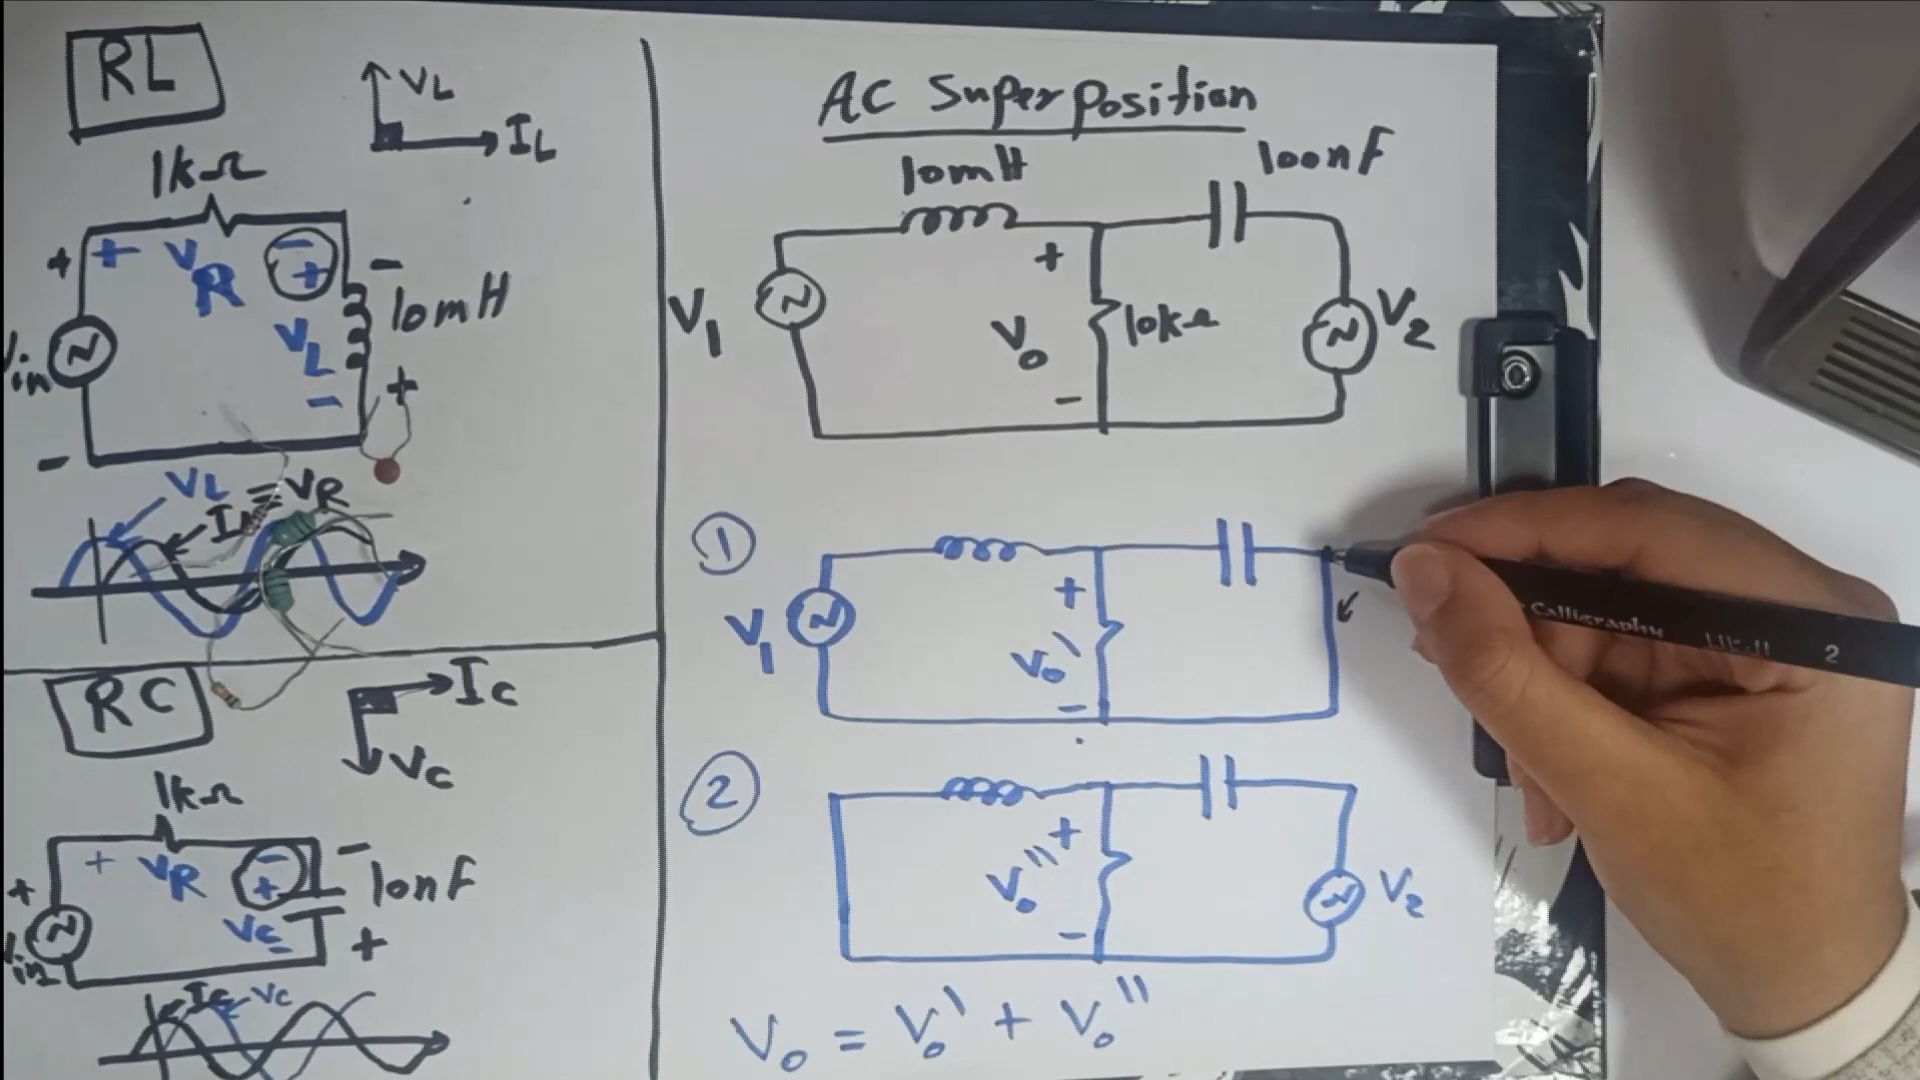 RL
VL
IL
1kΩ
+ + VR - + -
10mH
VL
in
- +
-
VL
I = VR
RC
Ic
Vc
1kΩ
+ + VR - + -
10nF
Vc
- +
in
Ic Vc
AC Superposition
10mH
100nF
+
V1
Vo
10kΩ
V2
-
1
+
V1
Vo'
-
2
+
Vo''
V2
-
Vo = Vo' + Vo''
Calligraphy
2